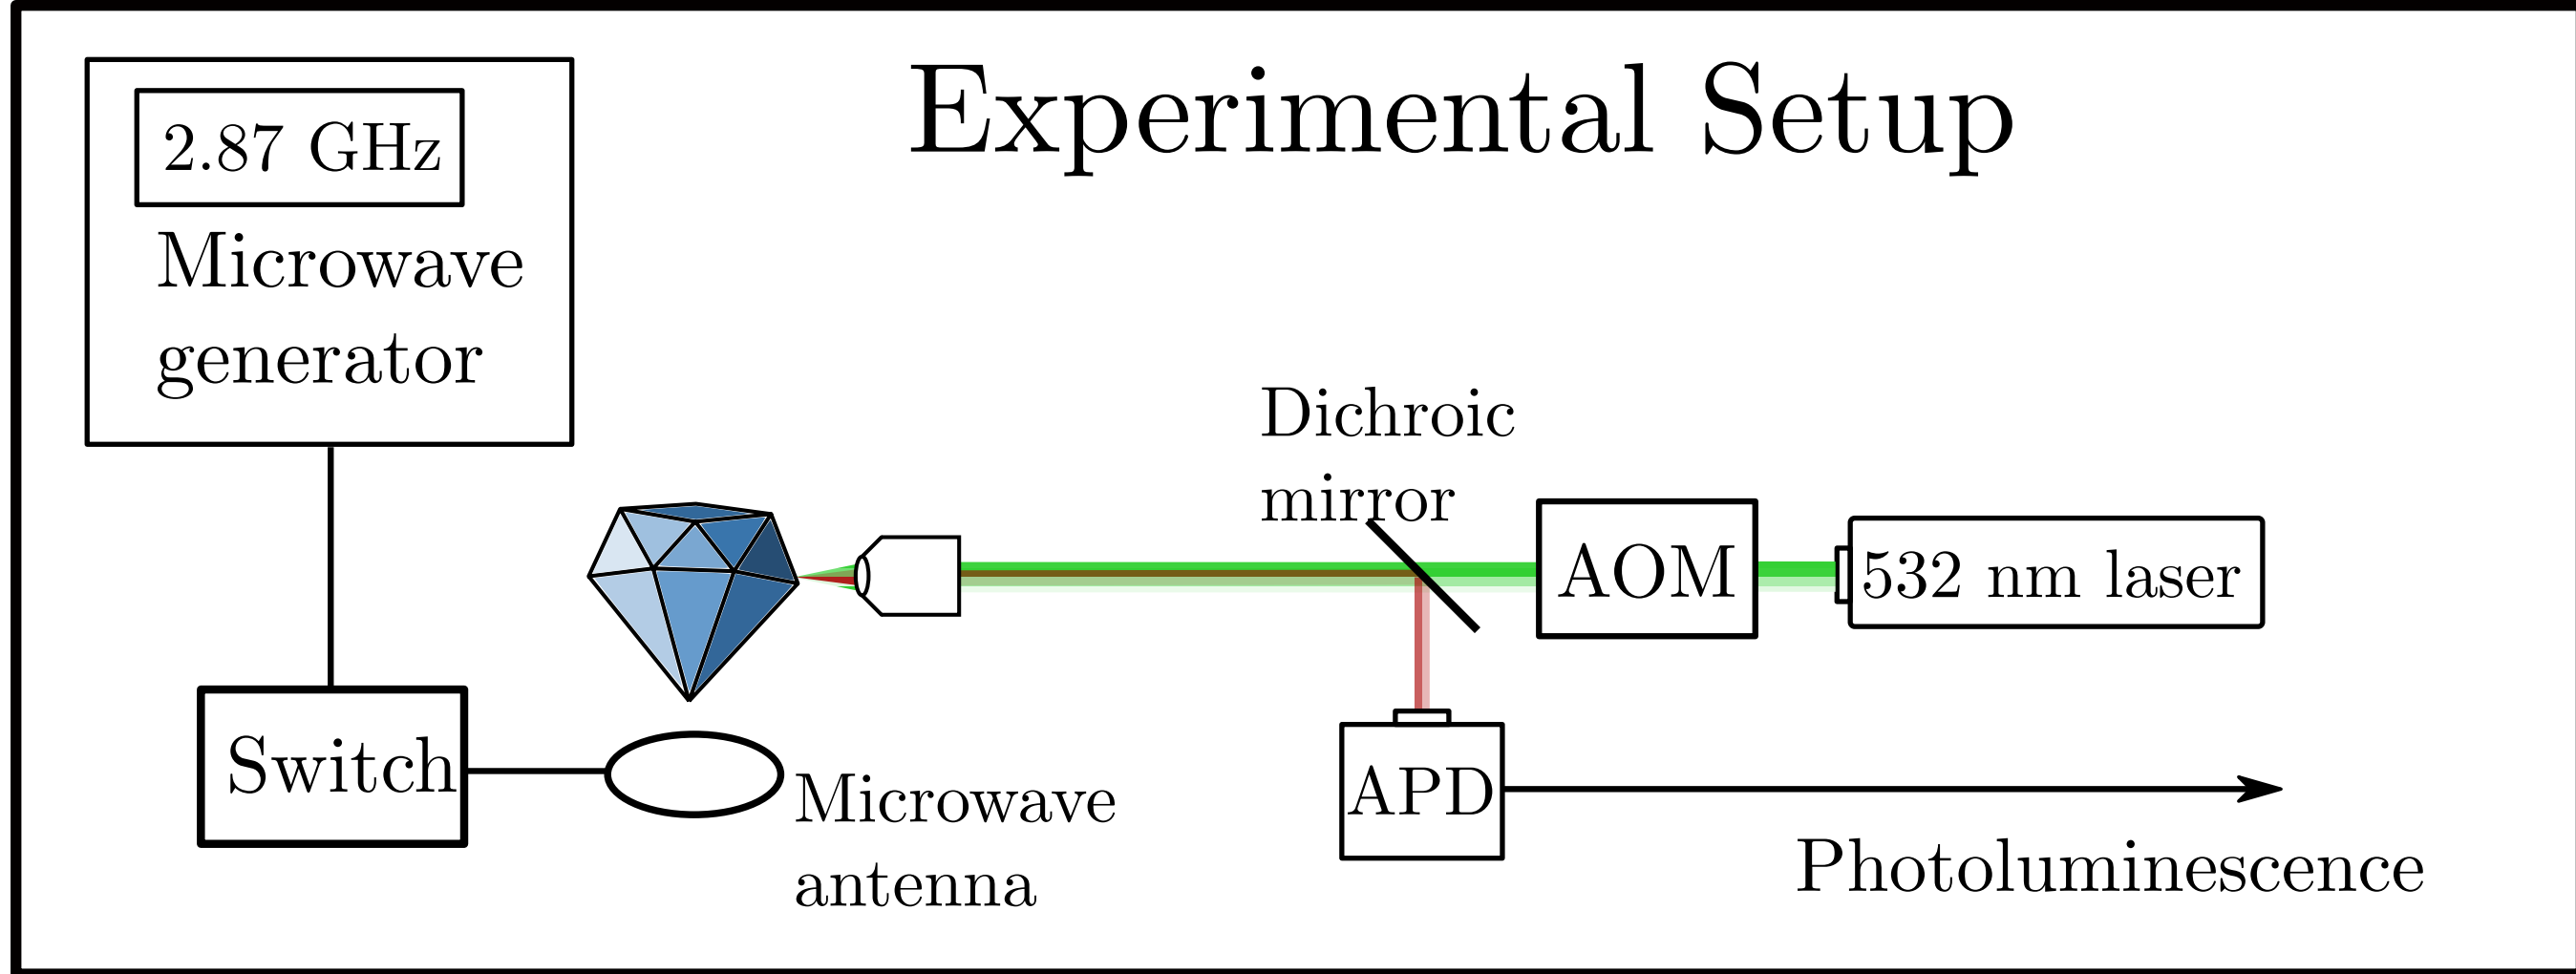 Experimental Setup
2.87 GHz
Microwave
generator
Dichroic
mirror
AOM
532 nm laser
Switch
Microwave
antenna
APD
Photoluminescence